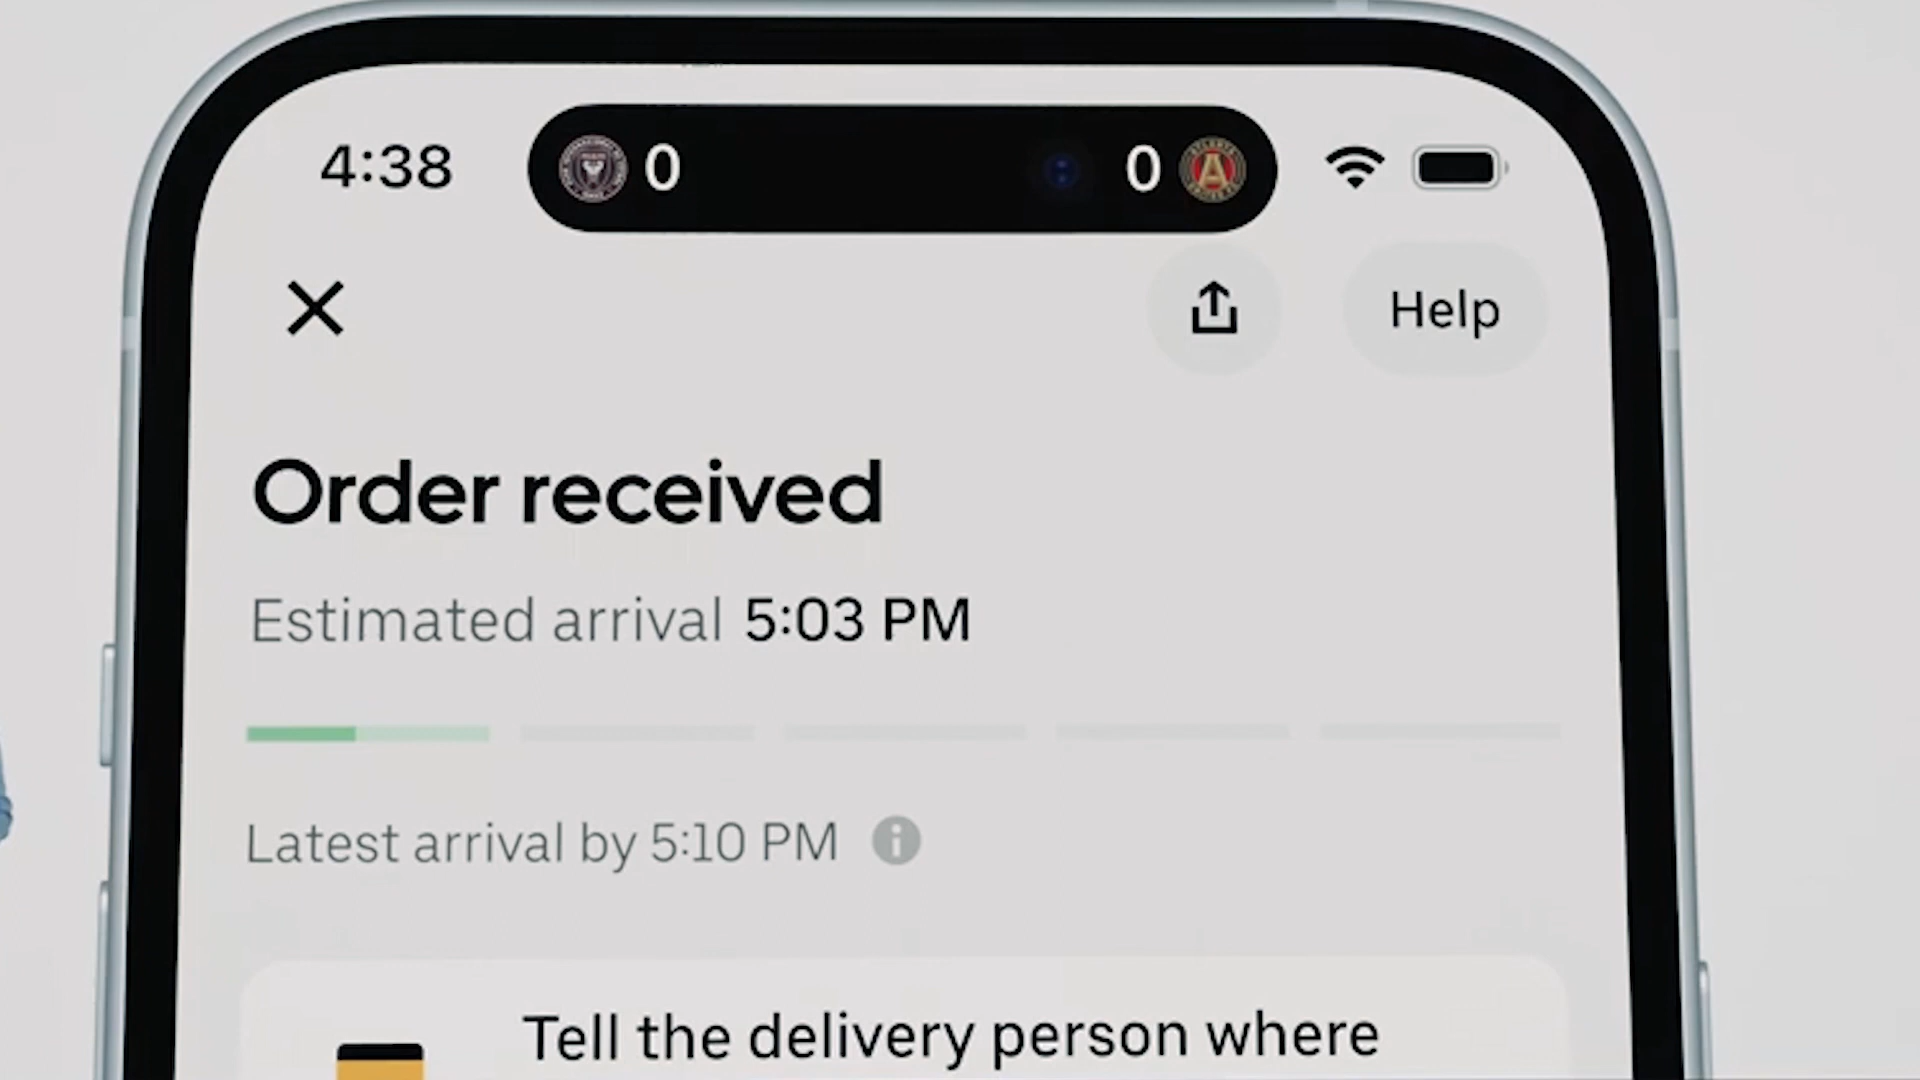 4:38
0
0
A
Help
Order received
Estimated arrival 5:03 PM
Latest arrival by 5:10 PM
Tell the delivery person where